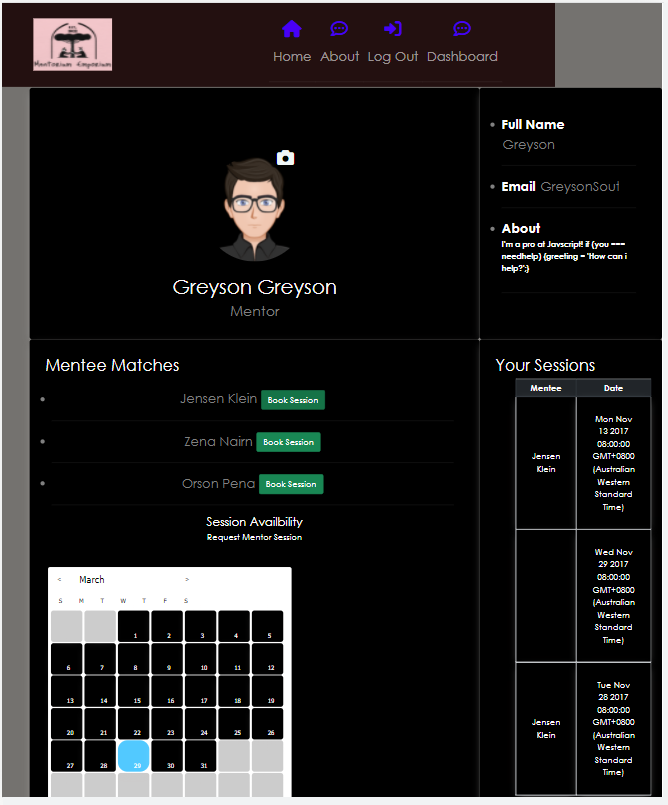 Mentorium Emporium
Home About Log Out Dashboard
Full Name
Greyson
Email GreysonSout
About
I'm a pro at Javscript! if (you ===
needhelp) {greeting = 'How can i
help?';}
Greyson Greyson
Mentor
Mentee Matches
Jensen Klein Book Session
Zena Nairn Book Session
Orson Pena Book Session
Session Availbility
Request Mentor Session
< March >
S M T W T F S
1 2 3 4 5
6 7 8 9 10 11 12
13 14 15 16 17 18 19
20 21 22 23 24 25 26
27 28 29 30 31
Your Sessions
Mentee Date
Jensen
Klein
Mon Nov
13 2017
08:00:00
GMT+0800
(Australian
Western
Standard
Time)
Wed Nov
29 2017
08:00:00
GMT+0800
(Australian
Western
Standard
Time)
Jensen
Klein
Tue Nov
28 2017
08:00:00
GMT+0800
(Australian
Western
Standard
Time)